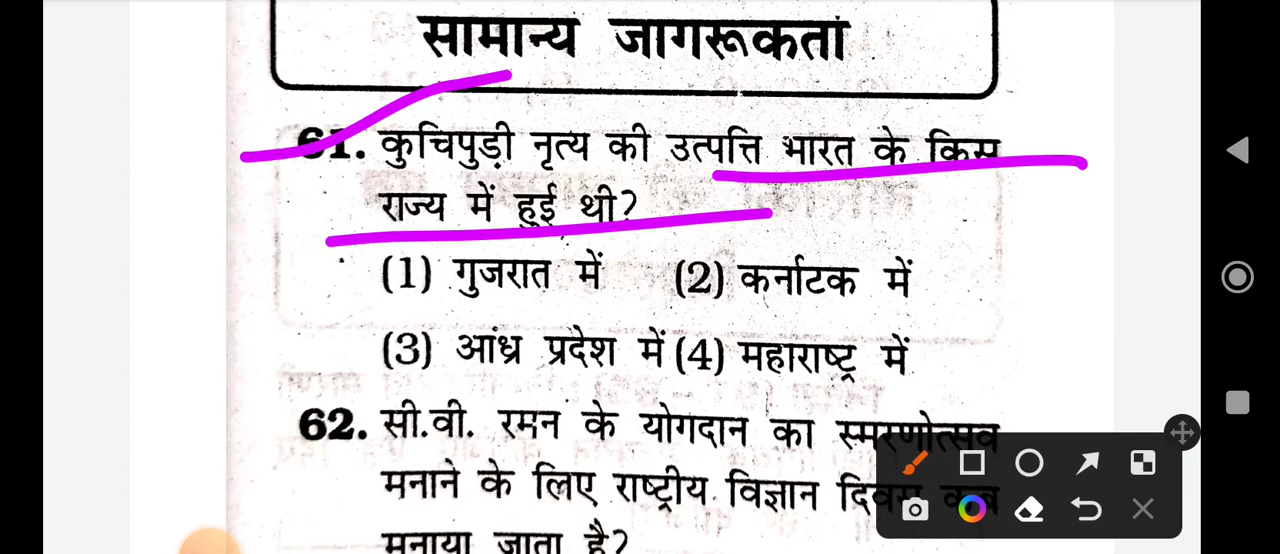 सामान्य जागरूकता
61. कुचिपुड़ी नृत्य की उत्पत्ति भारत के किस
राज्य में हुई थी?
(1) गुजरात में (2) कर्नाटक में
(3) आंध्र प्रदेश में (4) महाराष्ट्र में
62. सी.वी. रमन के योगदान का स्मरणोत्सव
मनाने के लिए राष्ट्रीय विज्ञान दिवस कब
मनाया जाता है?